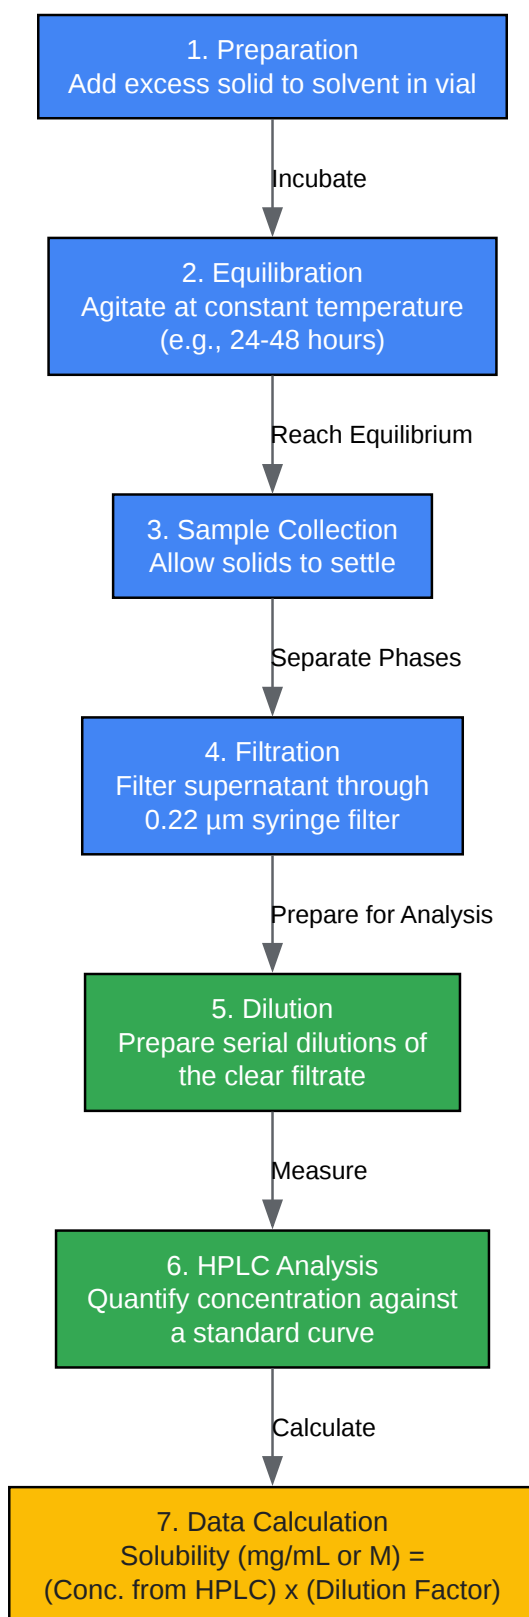 1. Preparation
Add excess solid to solvent in vial
Incubate
2. Equilibration
Agitate at constant temperature
(e.g., 24-48 hours)
Reach Equilibrium
3. Sample Collection
Allow solids to settle
Separate Phases
4. Filtration
Filter supernatant through
0.22 µm syringe filter
Prepare for Analysis
5. Dilution
Prepare serial dilutions of
the clear filtrate
Measure
6. HPLC Analysis
Quantify concentration against
a standard curve
Calculate
7. Data Calculation
Solubility (mg/mL or M) =
(Conc. from HPLC) x (Dilution Factor)